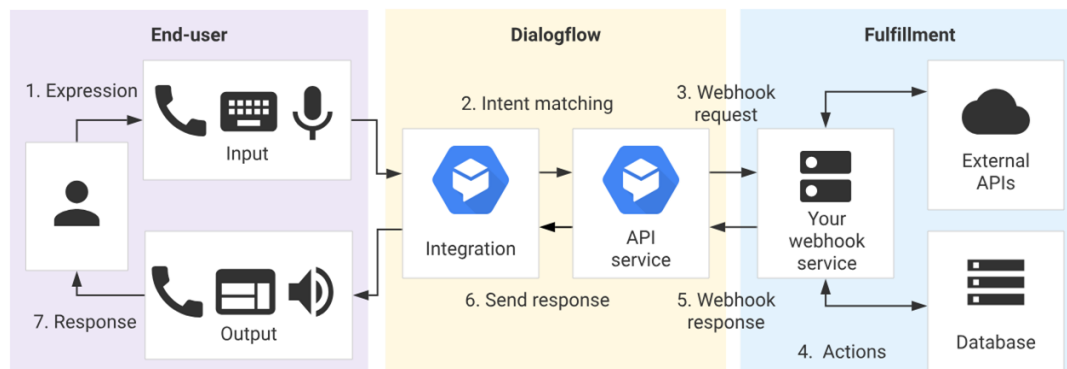 End-user
Dialogflow
Fulfillment
1. Expression
Input
2. Intent matching
3. Webhook
request
External
APIs
Integration
API
service
Your
webhook
service
Output
7. Response
6. Send response
5. Webhook
response
4. Actions
Database